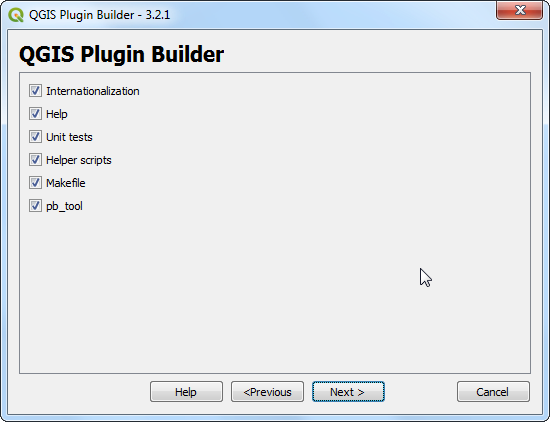 QGIS Plugin Builder - 3.2.1
QGIS Plugin Builder
Internationalization
Help
Unit tests
Helper scripts
Makefile
pb_tool
Help <Previous Next > Cancel